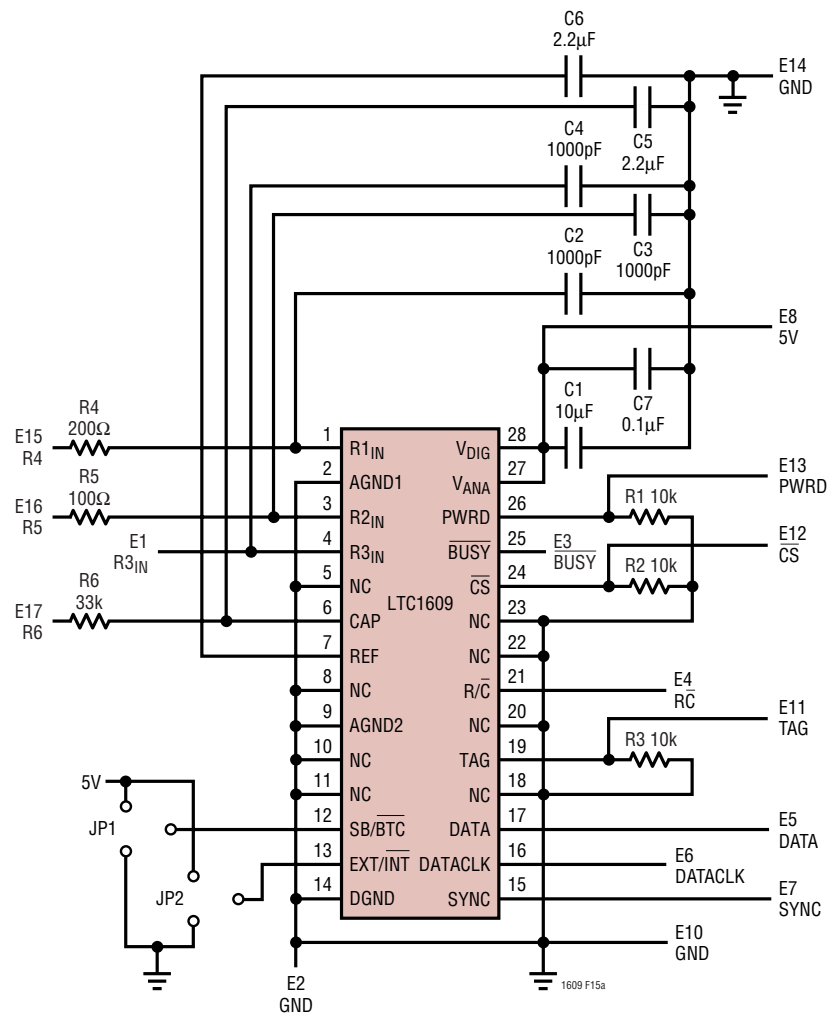 C6
2.2µF
E14
GND
C5
2.2µF
C4
1000pF
C3
1000pF
C2
1000pF
E8
5V
C7
0.1µF
C1
10µF
E15
R4
R4
200Ω
E16
R5
R5
100Ω
E1
R3IN
E17
R6
R6
33k
LTC1609
1 R1IN
2 AGND1
3 R2IN
4 R3IN
5 NC
6 CAP
7 REF
8 NC
9 AGND2
10 NC
11 NC
12 SB/B̅T̅C̅
13 EXT/I̅N̅T̅
14 DGND
VDIG 28
VANA 27
PWRD 26
B̅U̅S̅Y̅ 25
C̅S̅ 24
NC 23
NC 22
R/C̅ 21
NC 20
TAG 19
NC 18
DATA 17
DATACLK 16
SYNC 15
E13
PWRD
R1 10k
E3
B̅U̅S̅Y̅
E12
C̅S̅
R2 10k
E4
RC̅
E11
TAG
R3 10k
E5
DATA
E6
DATACLK
E7
SYNC
5V
JP1
JP2
E2
GND
E10
GND
1609 F15a